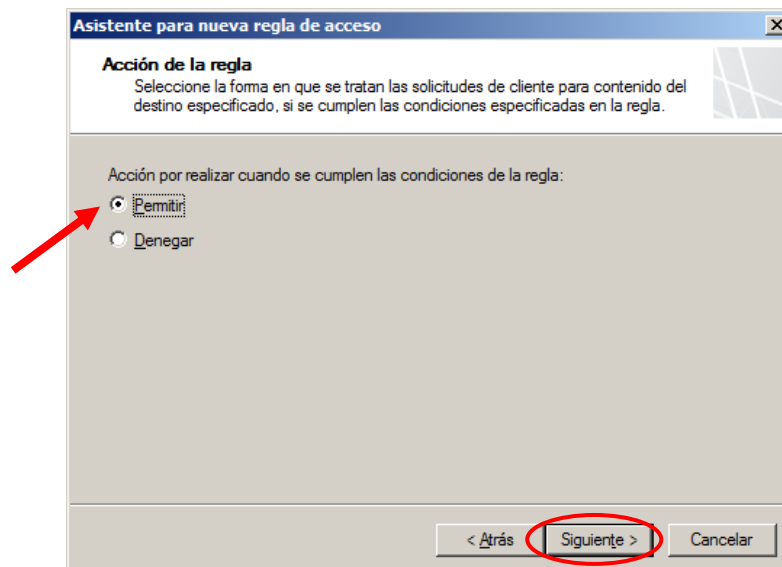 Asistente para nueva regla de acceso
Acción de la regla
Seleccione la forma en que se tratan las solicitudes de cliente para contenido del
destino especificado, si se cumplen las condiciones especificadas en la regla.
Acción por realizar cuando se cumplen las condiciones de la regla:
Permitir
Denegar
< Atrás
Siguiente >
Cancelar